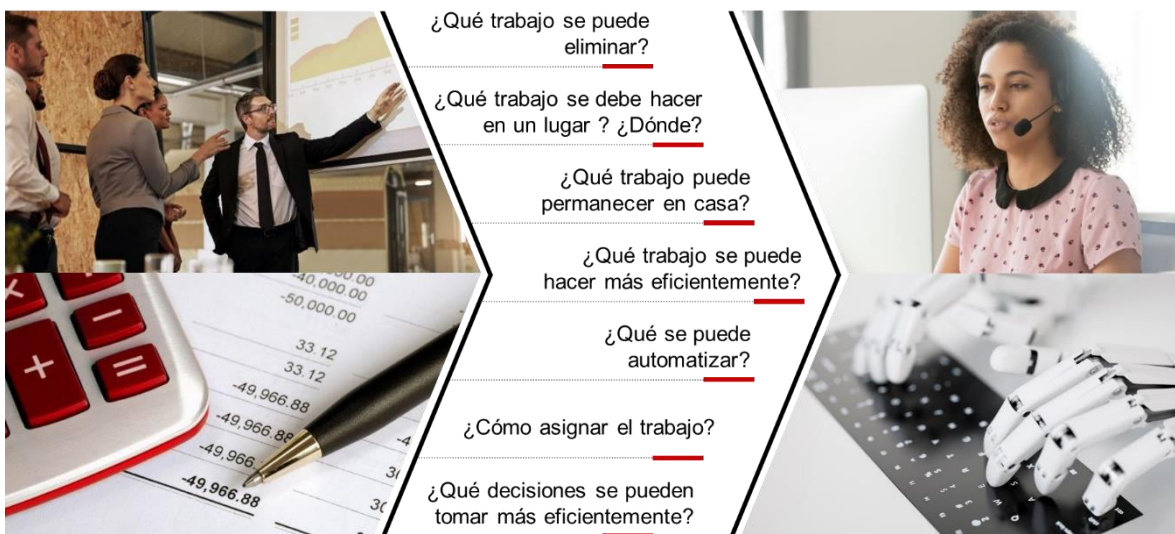 ¿Qué trabajo se puede
eliminar?
¿Qué trabajo se debe hacer
en un lugar ? ¿Dónde?
¿Qué trabajo puede
permanecer en casa?
¿Qué trabajo se puede
hacer más eficientemente?
¿Qué se puede
automatizar?
¿Cómo asignar el trabajo?
¿Qué decisiones se pueden
tomar más eficientemente?
-40,000.00
-50,000.00
33.12
33.12
-49,966.88
-49,966.88
-49,966.
-49,966.88